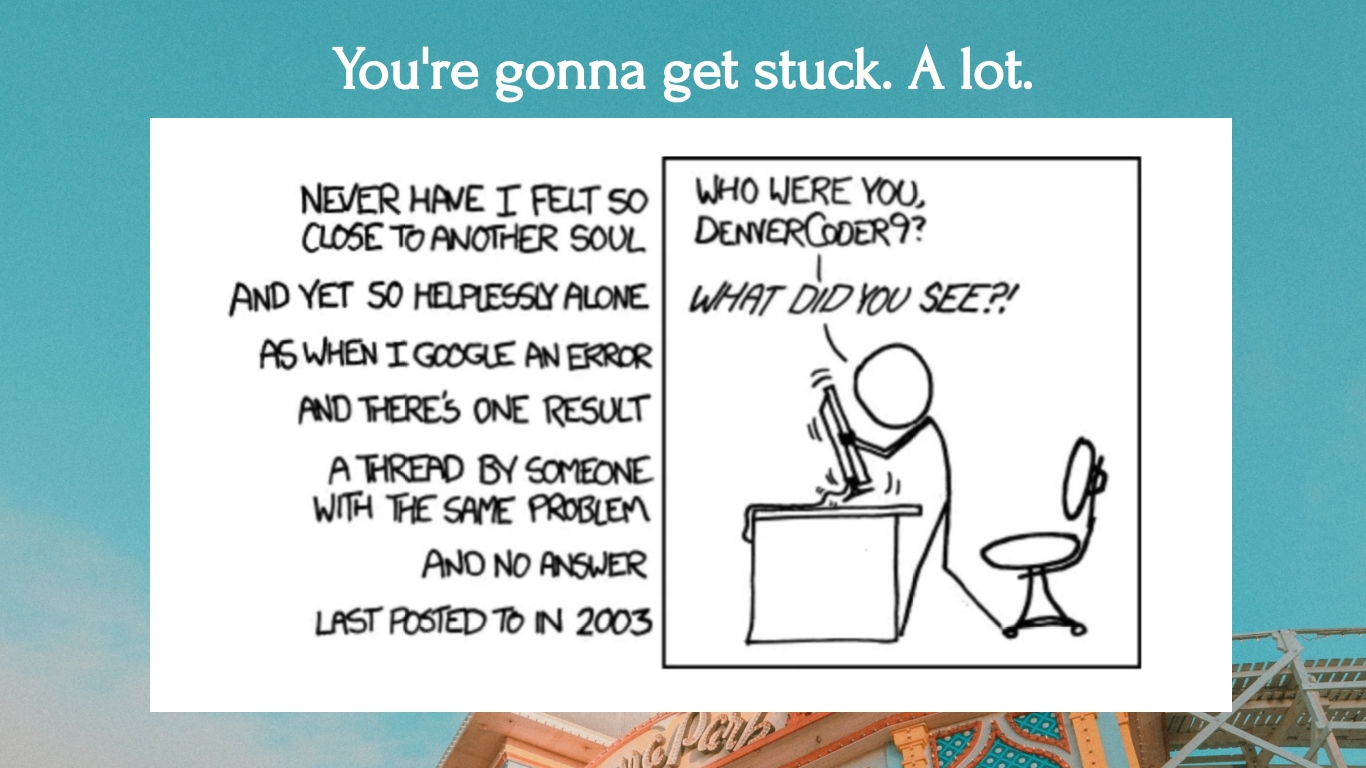 You're gonna get stuck. A lot.
NEVER HAVE I FELT SO
CLOSE TO ANOTHER SOUL
AND YET SO HELPLESSLY ALONE
AS WHEN I GOOGLE AN ERROR
AND THERE'S ONE RESULT
A THREAD BY SOMEONE
WITH THE SAME PROBLEM
AND NO ANSWER
LAST POSTED TO IN 2003
WHO WERE YOU,
DENVERCODER9?
WHAT DID YOU SEE?!
Park